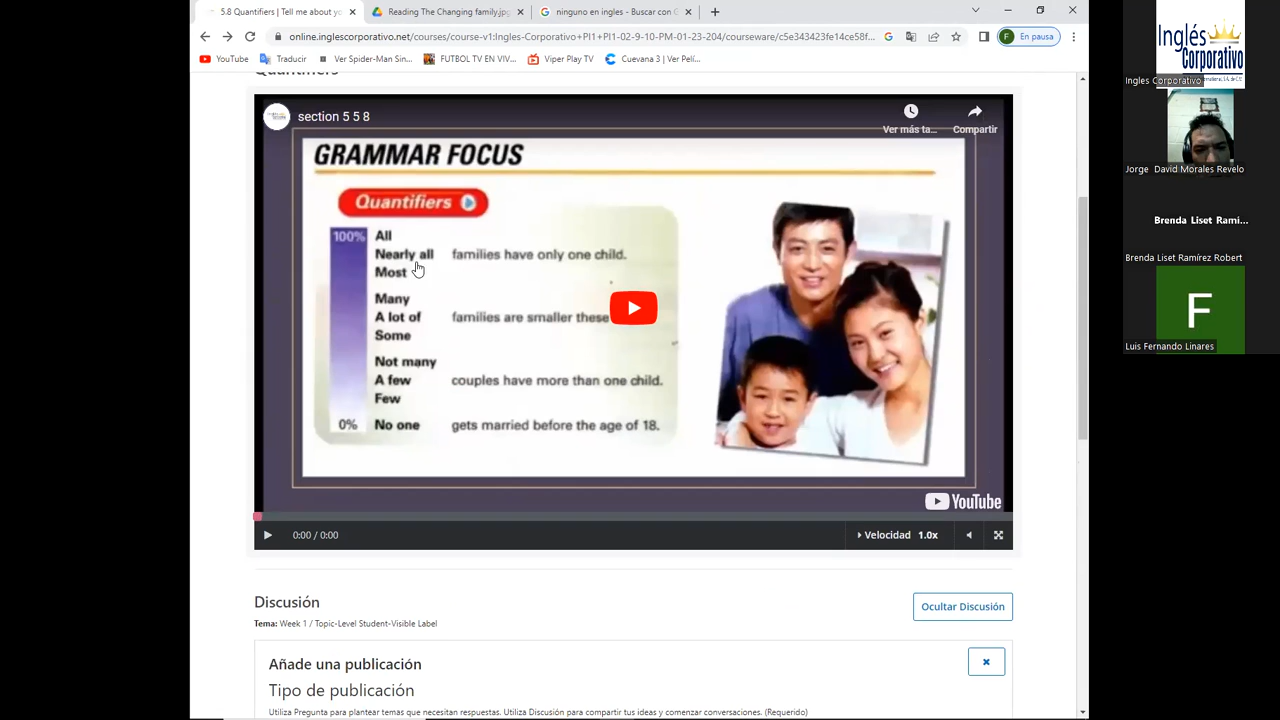 5.8 Quantifiers | Tell me about yo
Reading The Changing family.jpg
ninguno en ingles - Buscar con G
online.inglescorporativo.net/courses/course-v1:Ingles-Corporativo+PI1+PI1-02-9-10-PM-01-23-204/courseware/c5e343423fe14ce58f...
F En pausa
YouTube
Traducir
Ver Spider-Man Sin...
FUTBOL TV EN VIV...
Viper Play TV
Cuevana 3 | Ver Pelí...
Quantifiers
section 5 5 8
Ver más ta...
Compartir
GRAMMAR FOCUS
Quantifiers
100% All
Nearly all families have only one child.
Most
Many
A lot of families are smaller these
Some
Not many
A few couples have more than one child.
Few
0% No one gets married before the age of 18.
YouTube
0:00 / 0:00
Velocidad 1.0x
Discusión
Ocultar Discusión
Tema: Week 1 / Topic-Level Student-Visible Label
Añade una publicación
Tipo de publicación
Utiliza Pregunta para plantear temas que necesitan respuestas. Utiliza Discusión para compartir tus ideas y comenzar conversaciones. (Requerido)
Inglés
Corporativo
Ingles Corporativo
Jorge David Morales Revelo
Brenda Liset Rami...
Brenda Liset Ramírez Robert
F
Luis Fernando Linares